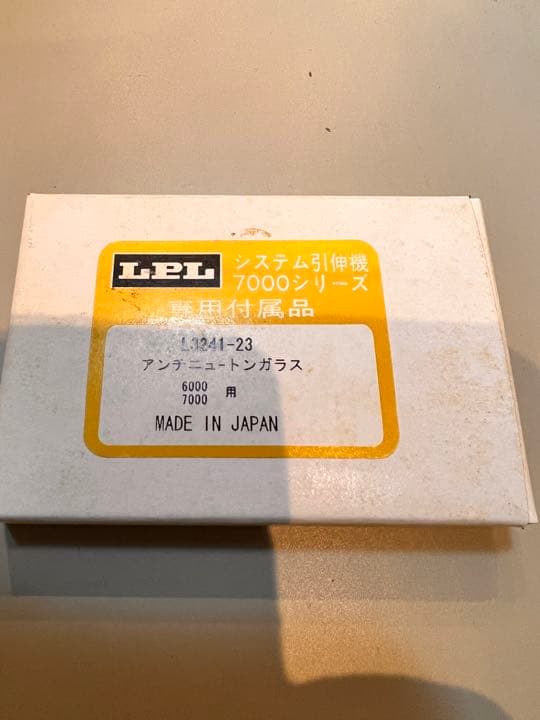 LPL
システム引伸機
7000シリーズ
専用付属品
L3241-23
アンチニュートンガラス
6000
7000 用
MADE IN JAPAN